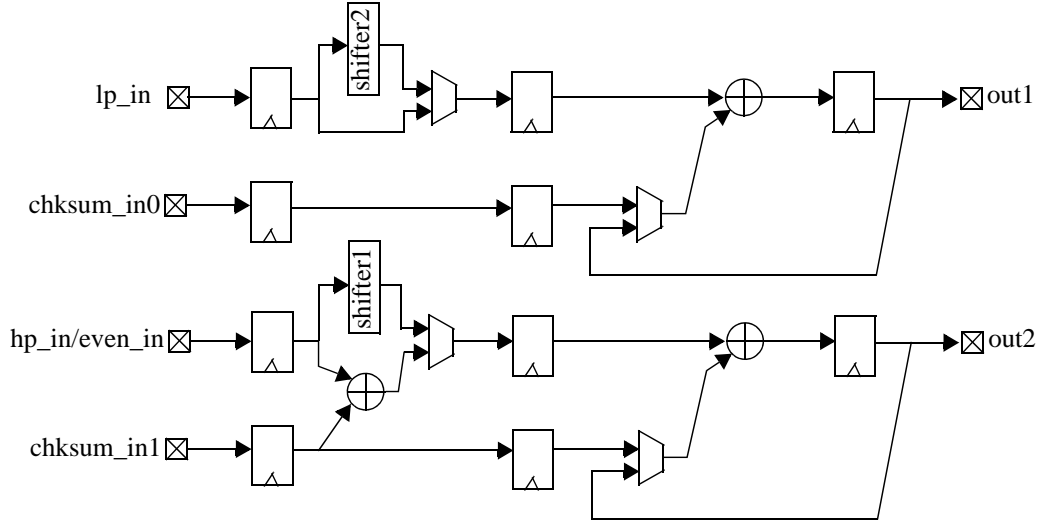 shifter2
lp_in
out1
chksum_in0
shifter1
hp_in/even_in
out2
chksum_in1